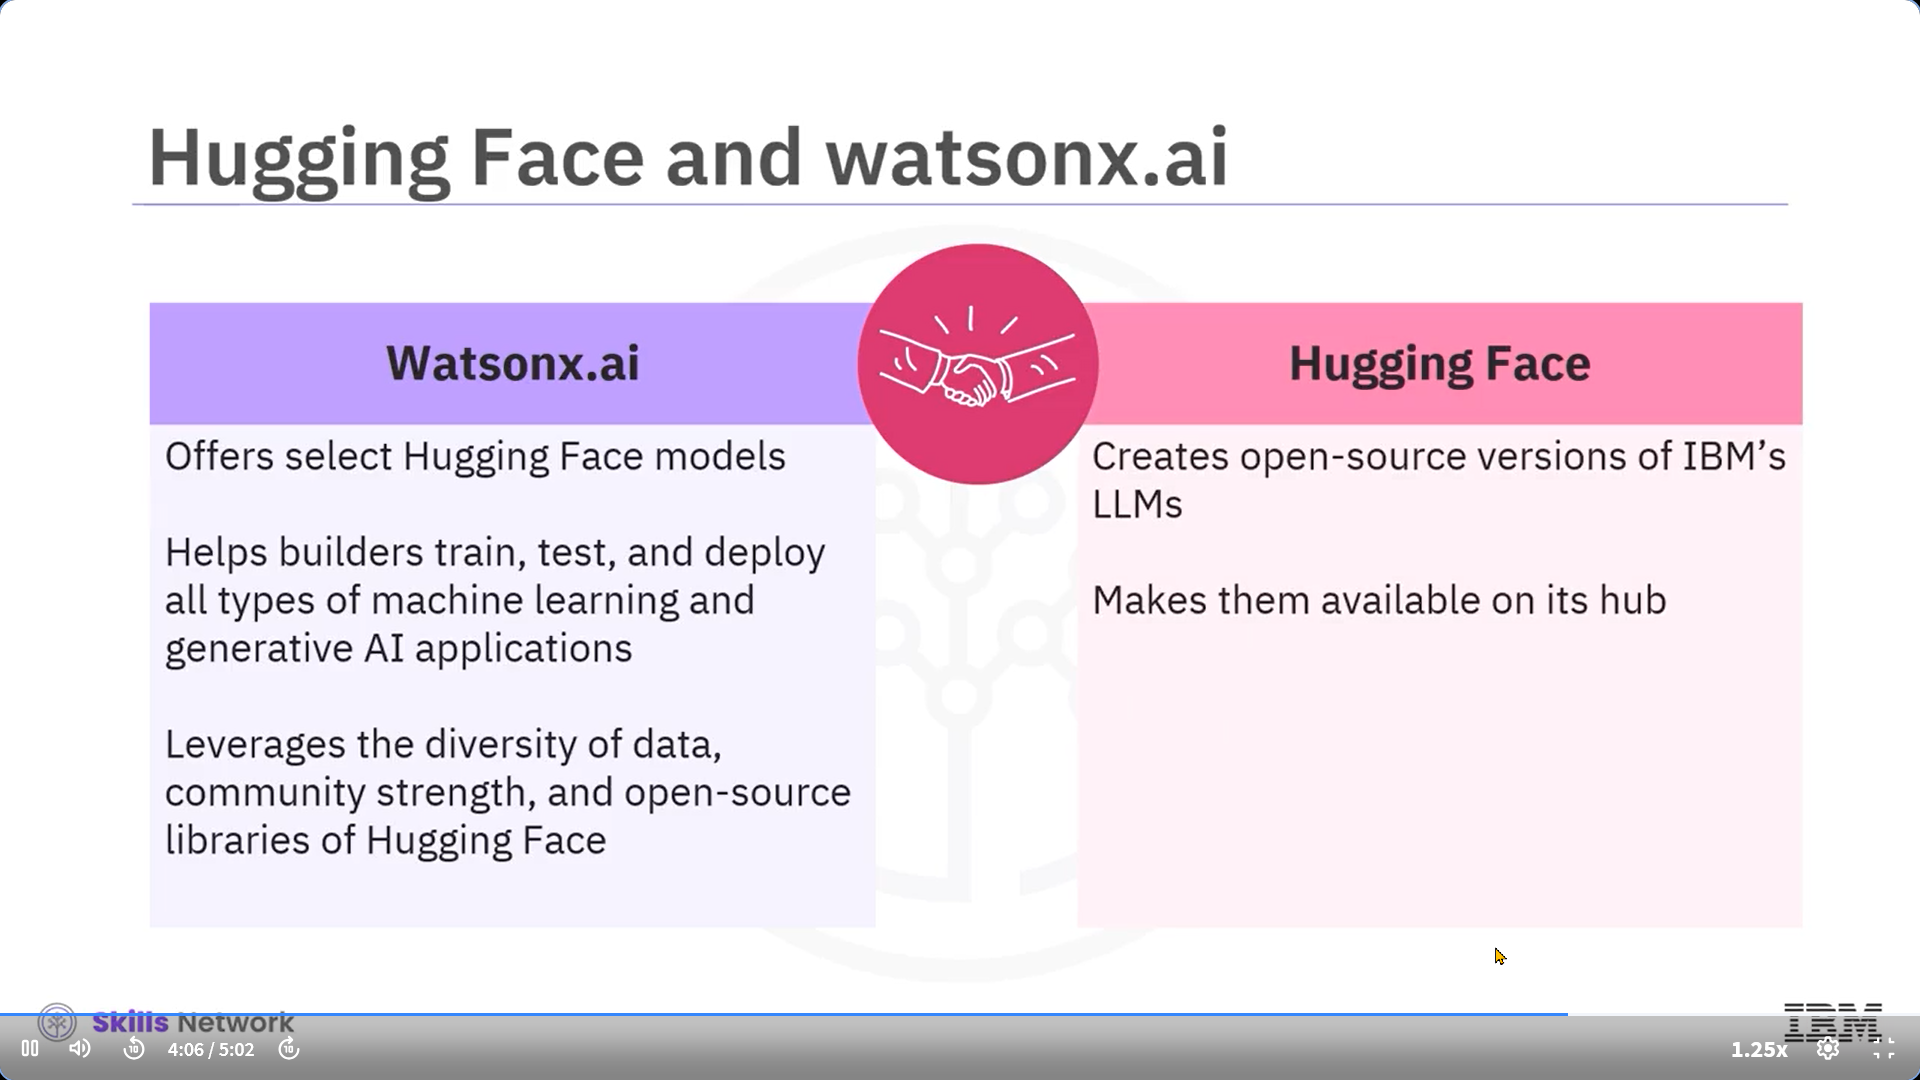 Hugging Face and watsonx.ai
Watsonx.ai
Offers select Hugging Face models
Helps builders train, test, and deploy
all types of machine learning and
generative AI applications
Leverages the diversity of data,
community strength, and open-source
libraries of Hugging Face
Hugging Face
Creates open-source versions of IBM’s
LLMs
Makes them available on its hub
Skills Network
IBM
10
4:06 / 5:02
10
1.25x